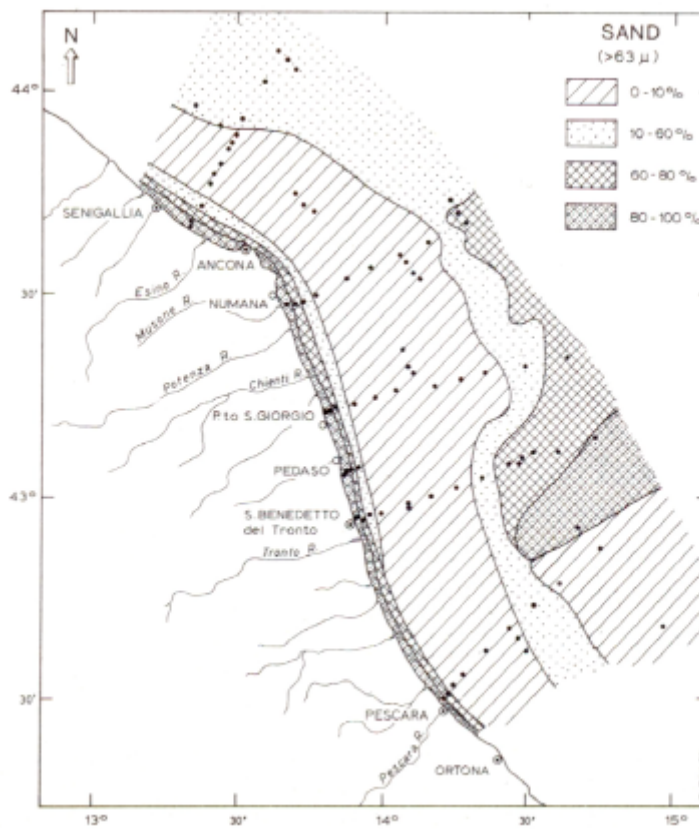 N
SAND
(>63 µ)
0-10%
10-60%
60-80%
80-100%
44°
30'
43°
30'
SENIGALLIA
ANCONA
Esino R.
NUMANA
Musone R.
Potenza R.
Chienti R.
P.to S.GIORGIO
PEDASO
S.BENEDETTO
del Tronto
Tronto R.
PESCARA
Pescara R.
ORTONA
13°
30'
14°
30'
15°